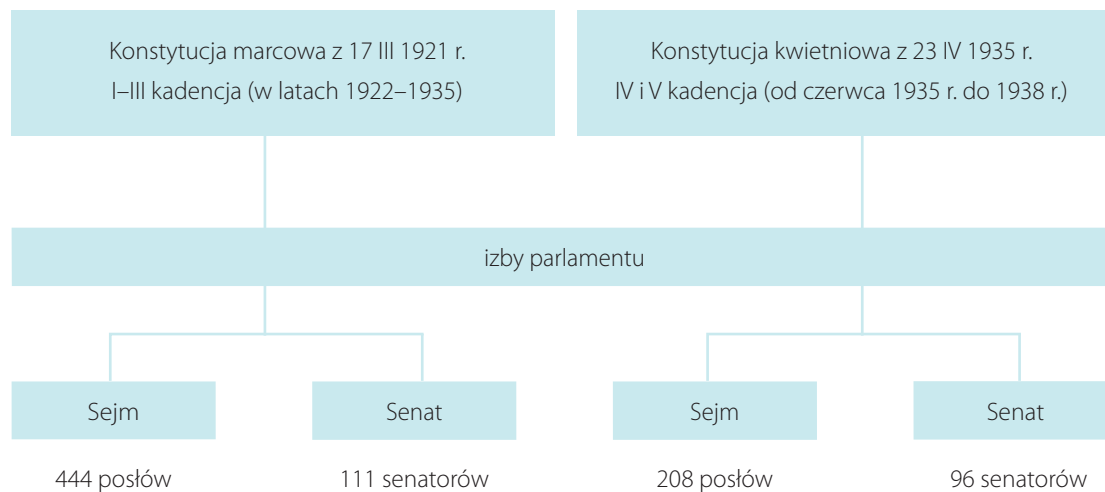 Konstytucja marcowa z 17 III 1921 r.
I–III kadencja (w latach 1922–1935)
Konstytucja kwietniowa z 23 IV 1935 r.
IV i V kadencja (od czerwca 1935 r. do 1938 r.)
izby parlamentu
Sejm
Senat
Sejm
Senat
444 posłów
111 senatorów
208 posłów
96 senatorów